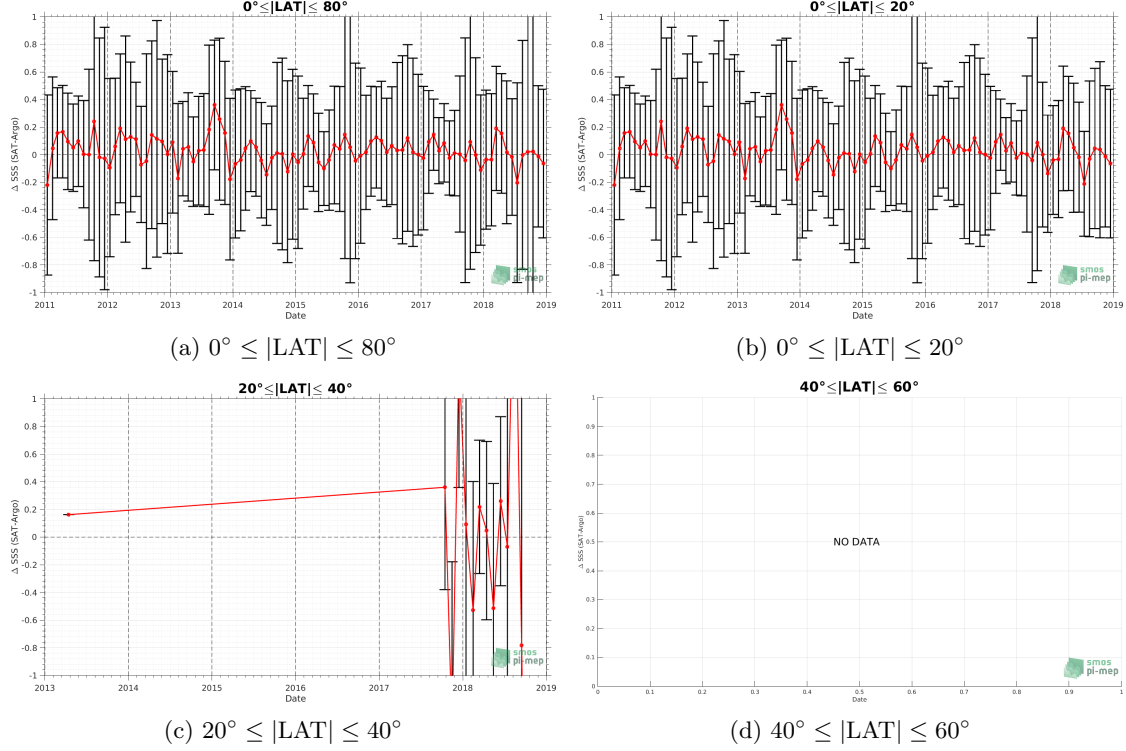 0°≤|LAT|≤ 80°
Δ SSS (SAT-Argo)
1
0.8
0.6
0.4
0.2
0
-0.2
-0.4
-0.6
-0.8
-1
2011 2012 2013 2014 2015 2016 2017 2018 2019
Date
smos
pi-mep
(a) 0° ≤ |LAT| ≤ 80°
0°≤|LAT|≤ 20°
Δ SSS (SAT-Argo)
1
0.8
0.6
0.4
0.2
0
-0.2
-0.4
-0.6
-0.8
-1
2011 2012 2013 2014 2015 2016 2017 2018 2019
Date
smos
pi-mep
(b) 0° ≤ |LAT| ≤ 20°
20°≤|LAT|≤ 40°
Δ SSS (SAT-Argo)
1
0.8
0.6
0.4
0.2
0
-0.2
-0.4
-0.6
-0.8
-1
2013 2014 2015 2016 2017 2018 2019
Date
smos
pi-mep
(c) 20° ≤ |LAT| ≤ 40°
40°≤|LAT|≤ 60°
Δ SSS (SAT-Argo)
1
0.9
0.8
0.7
0.6
0.5
0.4
0.3
0.2
0.1
0
NO DATA
0 0.1 0.2 0.3 0.4 0.5 0.6 0.7 0.8 0.9 1
Date
smos
pi-mep
(d) 40° ≤ |LAT| ≤ 60°